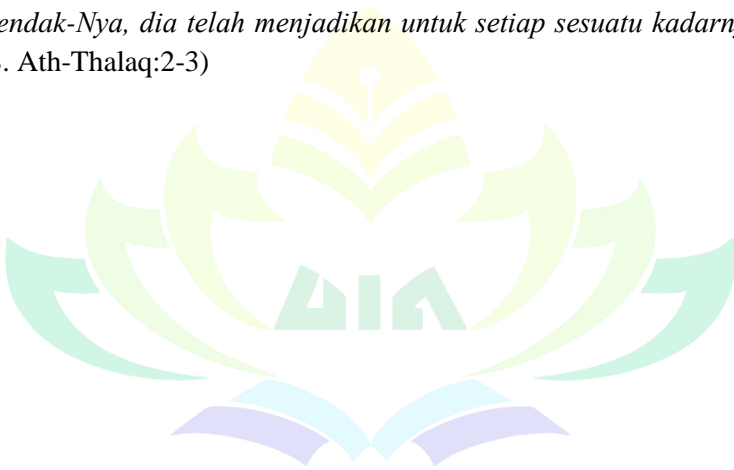 endak-Nya, dia telah menjadikan untuk setiap sesuatu kadarn
. Ath-Thalaq:2-3)